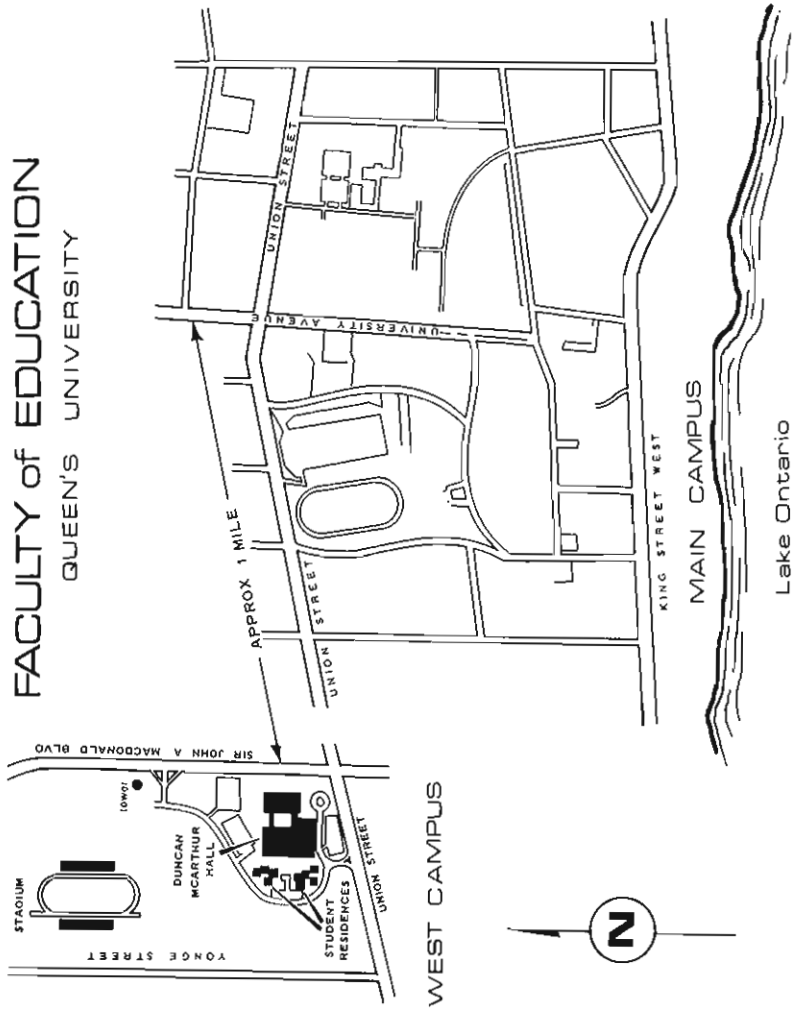 FACULTY of EDUCATION
QUEEN'S UNIVERSITY
STADIUM
YONGE STREET
SIR JOHN A MACDONALD BLVD
DUNCAN
MCARTHUR
HALL
STUDENT
RESIDENCES
UNION STREET
WEST CAMPUS
APPROX 1 MILE
UNION STREET
UNION STREET
UNIVERSITY AVENUE
KING STREET WEST
MAIN CAMPUS
Lake Ontario
N